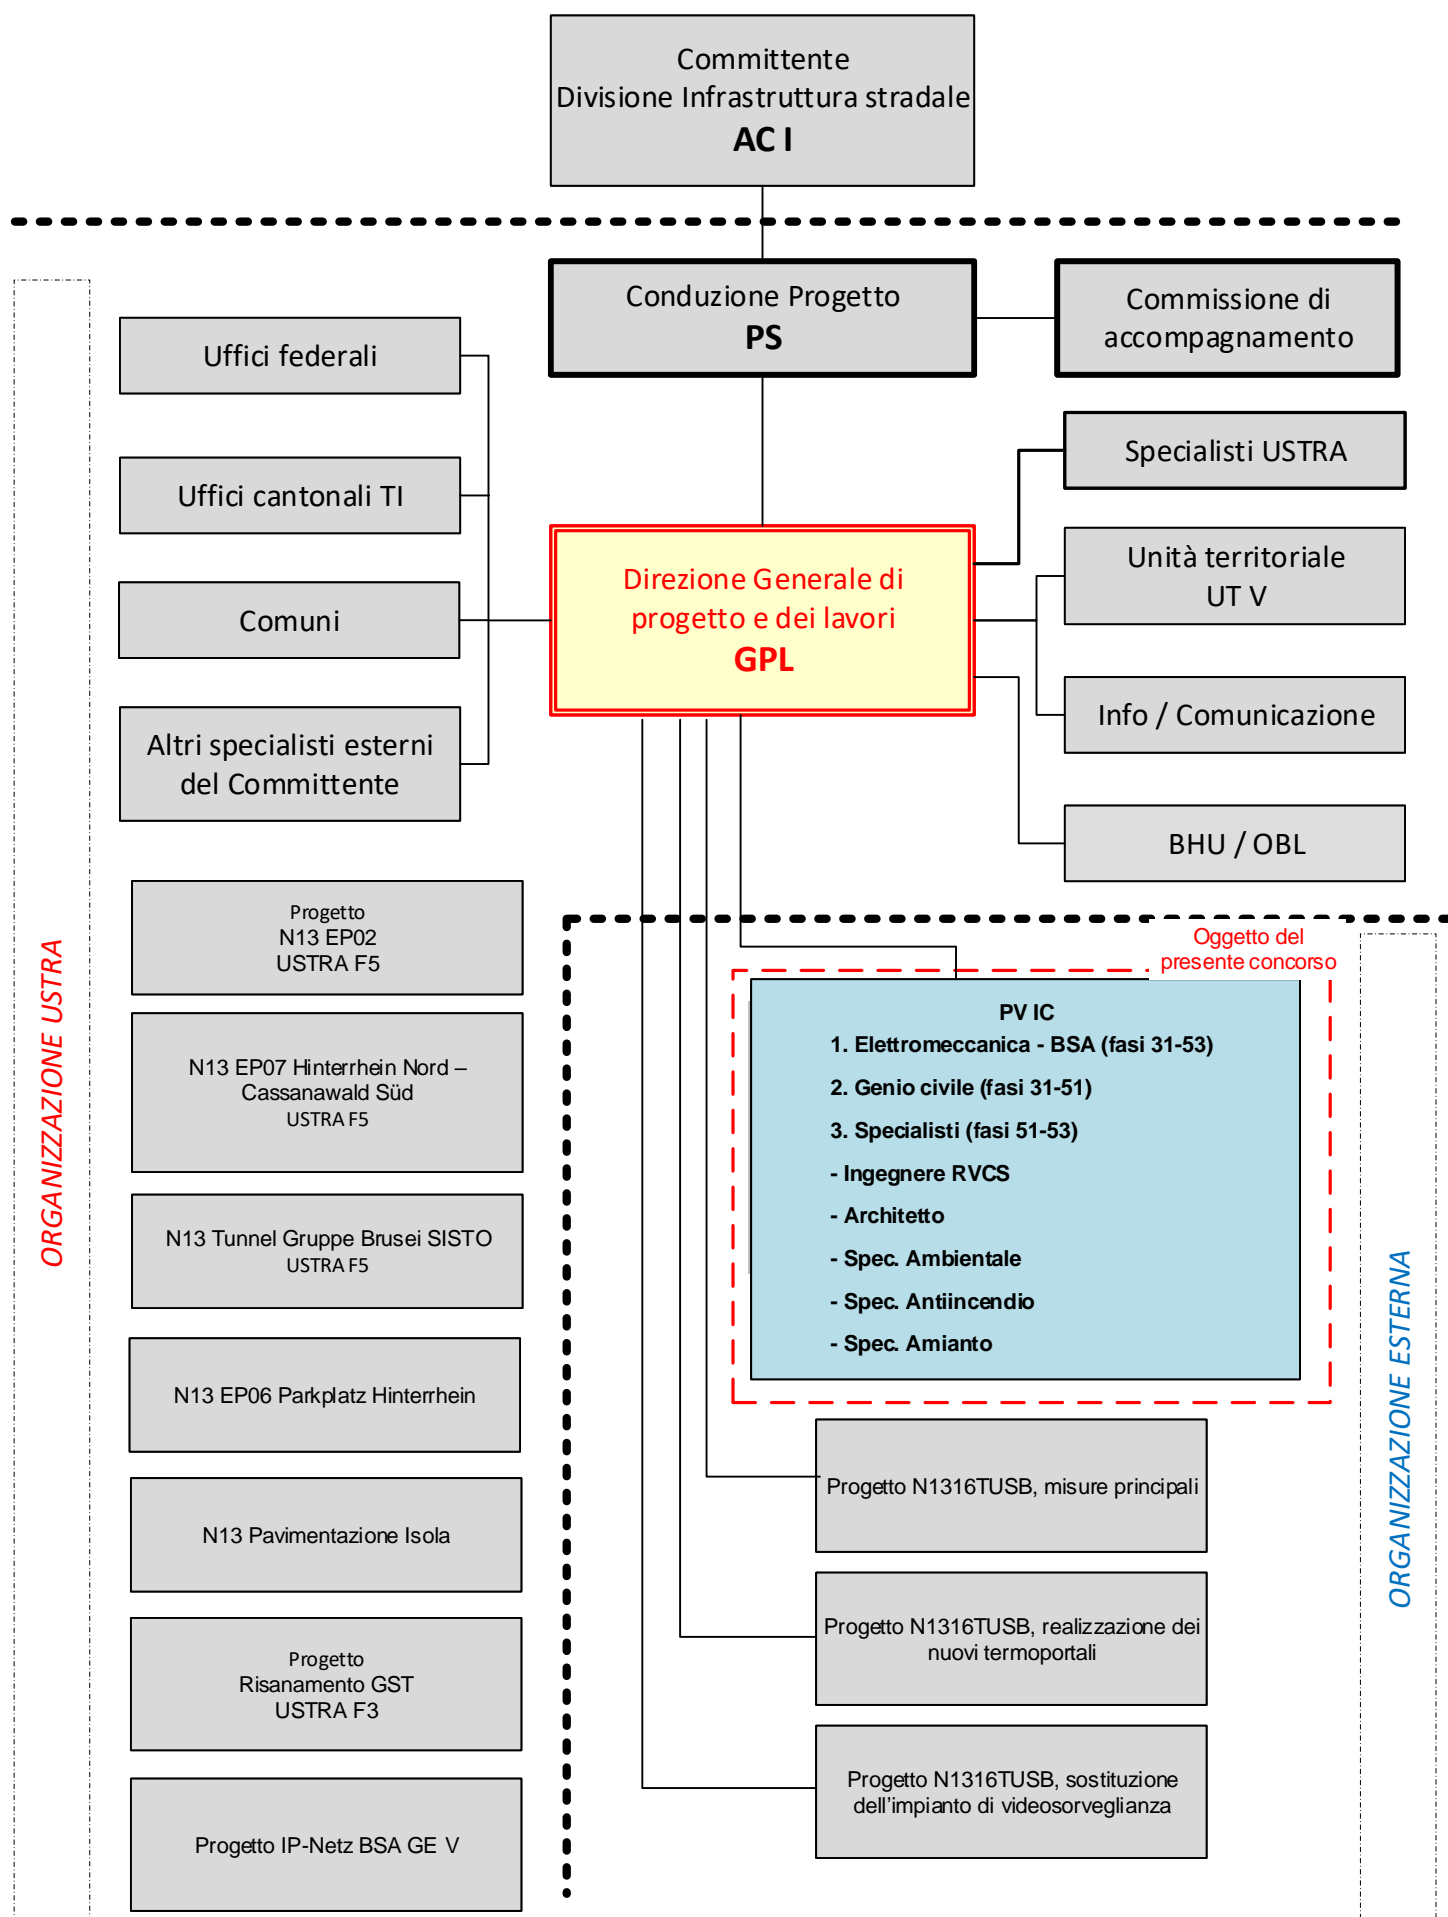 Committente
Divisione Infrastruttura stradale
AC I
Conduzione Progetto
PS
Commissione di
accompagnamento
Uffici federali
Uffici cantonali TI
Comuni
Altri specialisti esterni
del Committente
Direzione Generale di
progetto e dei lavori
GPL
Specialisti USTRA
Unità territoriale
UT V
Info / Comunicazione
BHU / OBL
ORGANIZZAZIONE USTRA
Progetto
N13 EP02
USTRA F5
N13 EP07 Hinterrhein Nord –
Cassanawald Süd
USTRA F5
N13 Tunnel Gruppe Brusei SISTO
USTRA F5
N13 EP06 Parkplatz Hinterrhein
N13 Pavimentazione Isola
Progetto
Risanamento GST
USTRA F3
Progetto IP-Netz BSA GE V
Oggetto del
presente concorso
PV IC
1. Elettromeccanica - BSA (fasi 31-53)
2. Genio civile (fasi 31-51)
3. Specialisti (fasi 51-53)
- Ingegnere RVCS
- Architetto
- Spec. Ambientale
- Spec. Antiincendio
- Spec. Amianto
Progetto N1316TUSB, misure principali
Progetto N1316TUSB, realizzazione dei
nuovi termoportali
Progetto N1316TUSB, sostituzione
dell'impianto di videosorveglianza
ORGANIZZAZIONE ESTERNA